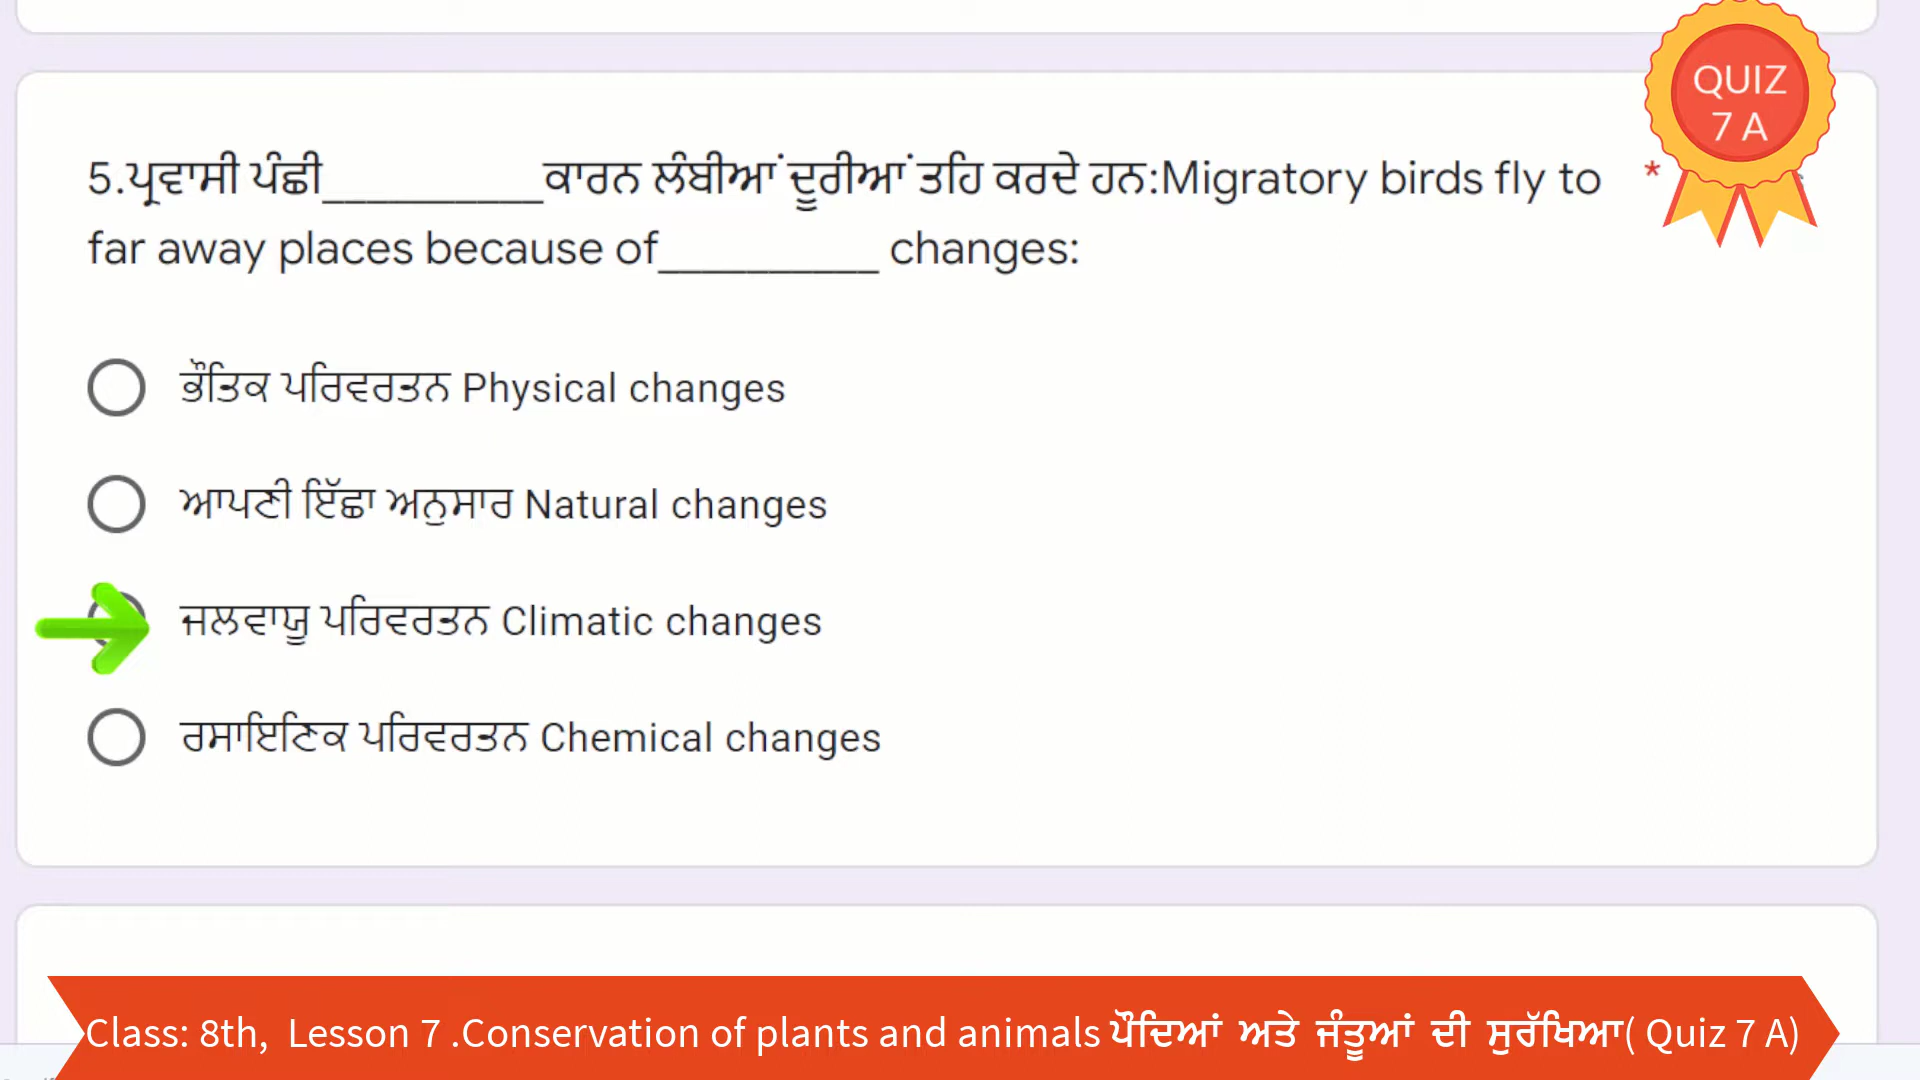 QUIZ
7 A
5.ਪ੍ਰਵਾਸੀ ਪੰਛੀ__________ਕਾਰਨ ਲੰਬੀਆਂ ਦੂਰੀਆਂ ਤਹਿ ਕਰਦੇ ਹਨ:Migratory birds fly to *
far away places because of__________ changes:
ਭੌਤਿਕ ਪਰਿਵਰਤਨ Physical changes
ਆਪਣੀ ਇੱਛਾ ਅਨੁਸਾਰ Natural changes
ਜਲਵਾਯੂ ਪਰਿਵਰਤਨ Climatic changes
ਰਸਾਇਣਿਕ ਪਰਿਵਰਤਨ Chemical changes
Class: 8th, Lesson 7 .Conservation of plants and animals ਪੌਦਿਆਂ ਅਤੇ ਜੰਤੂਆਂ ਦੀ ਸੁਰੱਖਿਆ( Quiz 7 A)